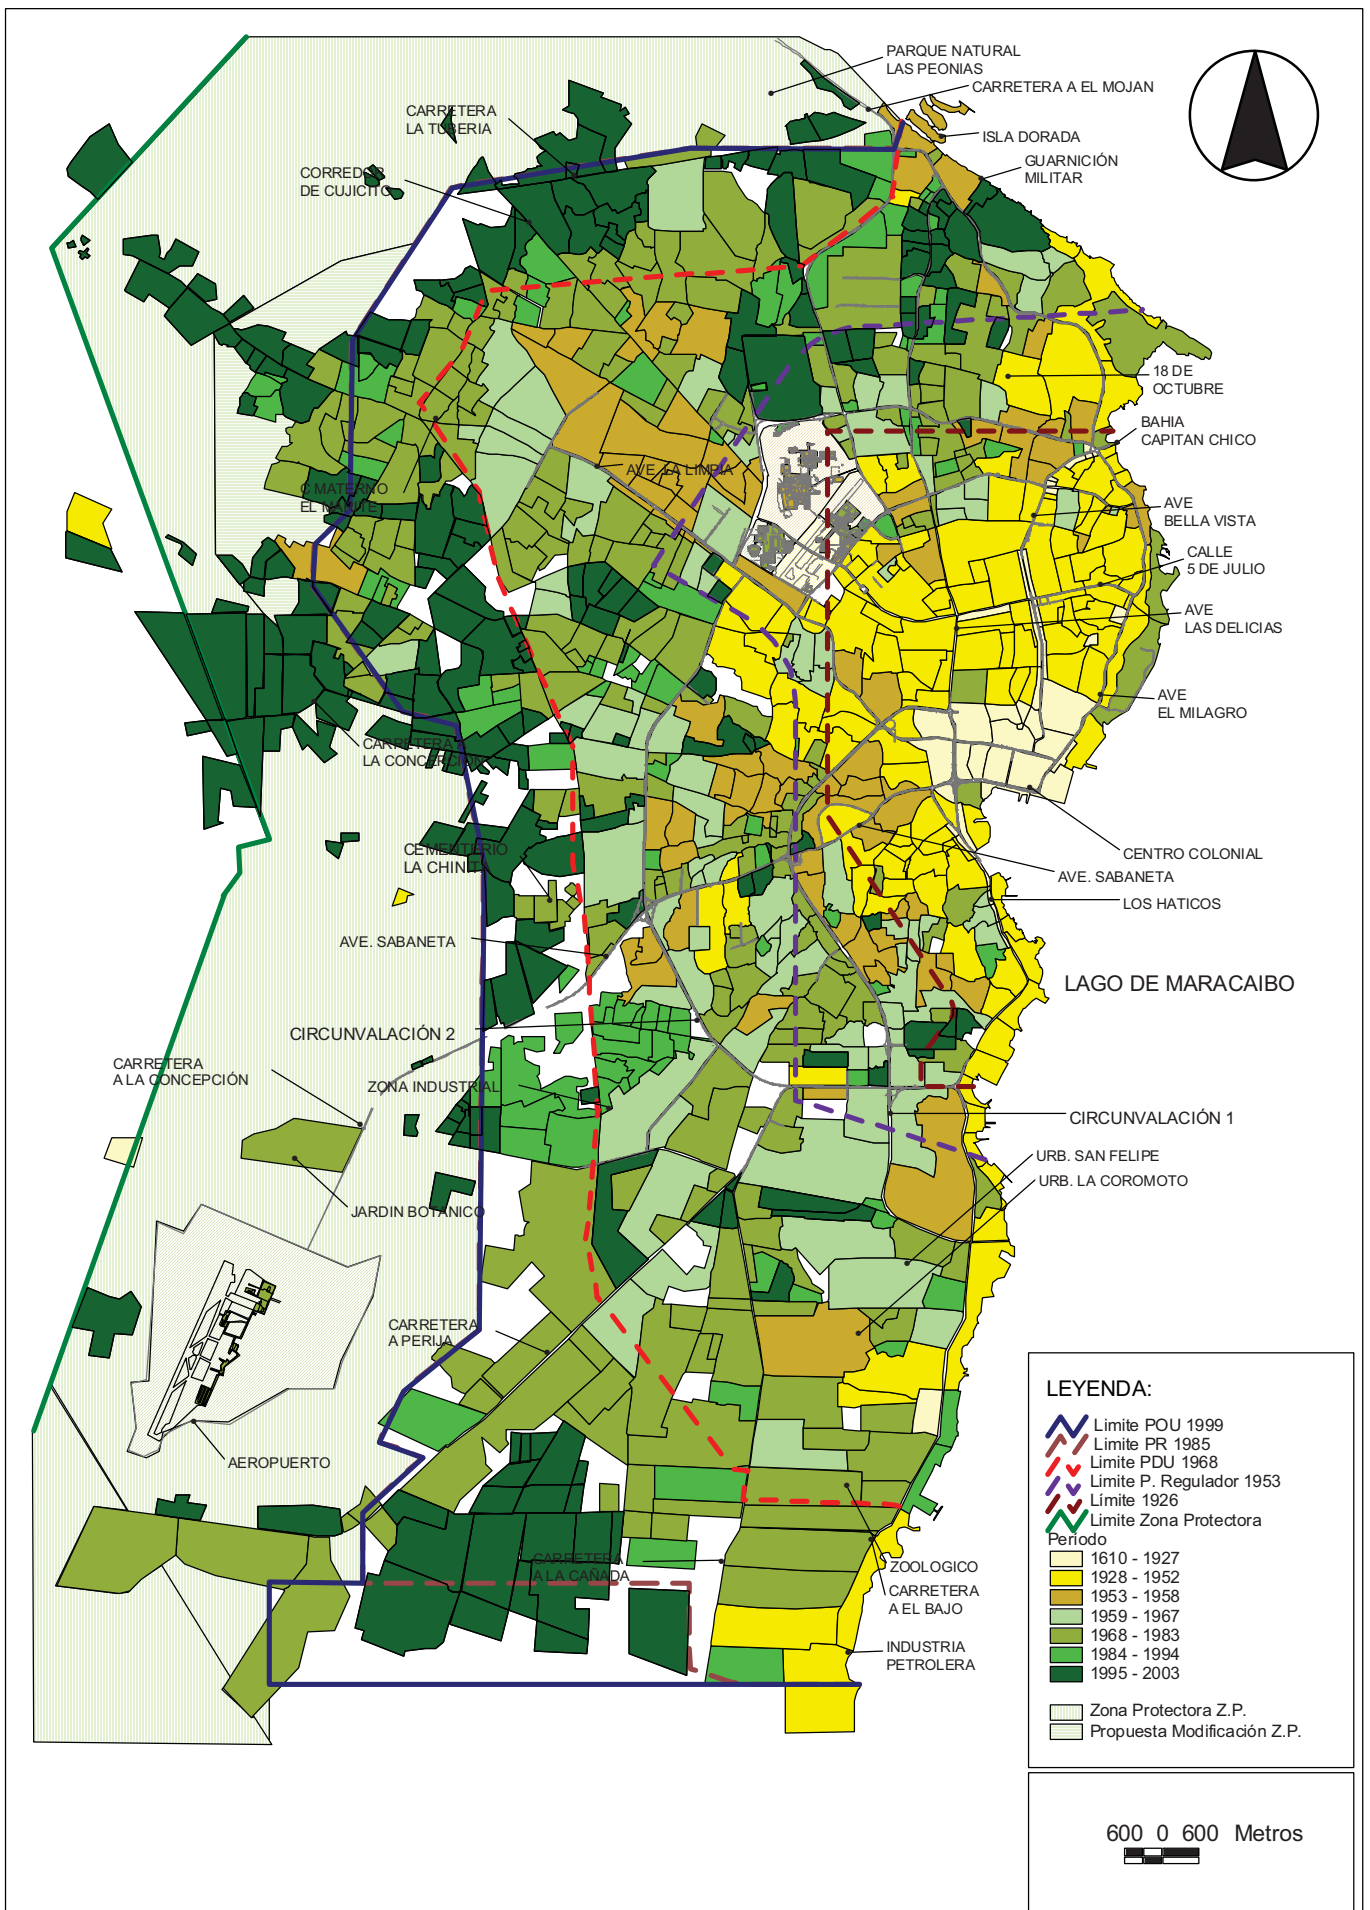 PARQUE NATURAL
LAS PEONIAS
CARRETERA A EL MOJAN
CARRETERA
LA TUBERIA
ISLA DORADA
GUARNICIÓN
MILITAR
CORREDOR
DE CUJICITO
18 DE
OCTUBRE
BAHIA
CAPITAN CHICO
AVE. LA LIMPIA
C MATERNO
EL MANITE
AVE
BELLA VISTA
CALLE
5 DE JULIO
AVE
LAS DELICIAS
AVE
EL MILAGRO
CARRETERA
LA CONCEPCIÓN
CEMENTERIO
LA CHINITA
CENTRO COLONIAL
AVE. SABANETA
LOS HATICOS
AVE. SABANETA
LAGO DE MARACAIBO
CIRCUNVALACIÓN 2
CARRETERA
A LA CONCEPCIÓN
ZONA INDUSTRIAL
CIRCUNVALACIÓN 1
URB. SAN FELIPE
URB. LA COROMOTO
JARDIN BOTANICO
CARRETERA
A PERIJA
AEROPUERTO
CARRETERA
A LA CAÑADA
ZOOLOGICO
CARRETERA
A EL BAJO
INDUSTRIA
PETROLERA
LEYENDA:
Limite POU 1999
Limite PR 1985
Limite PDU 1968
Limite P. Regulador 1953
Límite 1926
Limite Zona Protectora
Período
1610 - 1927
1928 - 1952
1953 - 1958
1959 - 1967
1968 - 1983
1984 - 1994
1995 - 2003
Zona Protectora Z.P.
Propuesta Modificación Z.P.
600 0 600 Metros